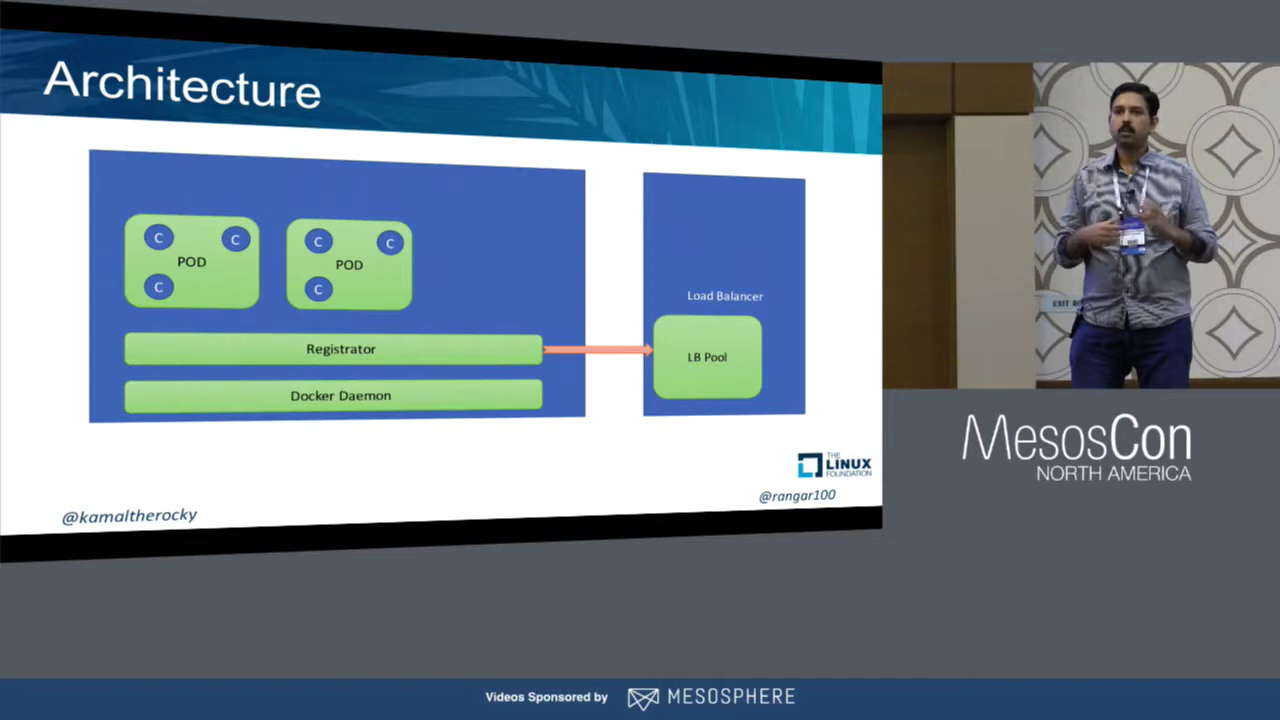 Architecture
C
C
POD
C
C
C
POD
C
Registrator
Docker Daemon
Load Balancer
LB Pool
THE
LINUX
FOUNDATION
@rangar100
@kamaltherocky
MesosCon
NORTH AMERICA
Videos Sponsored by
MESOSPHERE